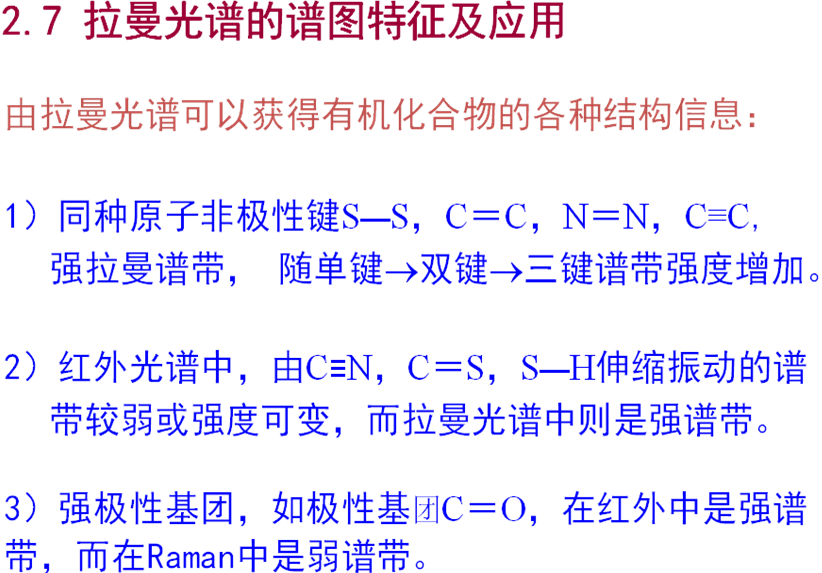 2.7 拉曼光谱的谱图特征及应用
由拉曼光谱可以获得有机化合物的各种结构信息：
1）同种原子非极性键S—S，C＝C，N＝N，C≡C，
强拉曼谱带， 随单键→双键→三键谱带强度增加。
2）红外光谱中，由C≡N，C＝S，S—H伸缩振动的谱
带较弱或强度可变，而拉曼光谱中则是强谱带。
3）强极性基团，如极性基团C＝O，在红外中是强谱
带，而在Raman中是弱谱带。